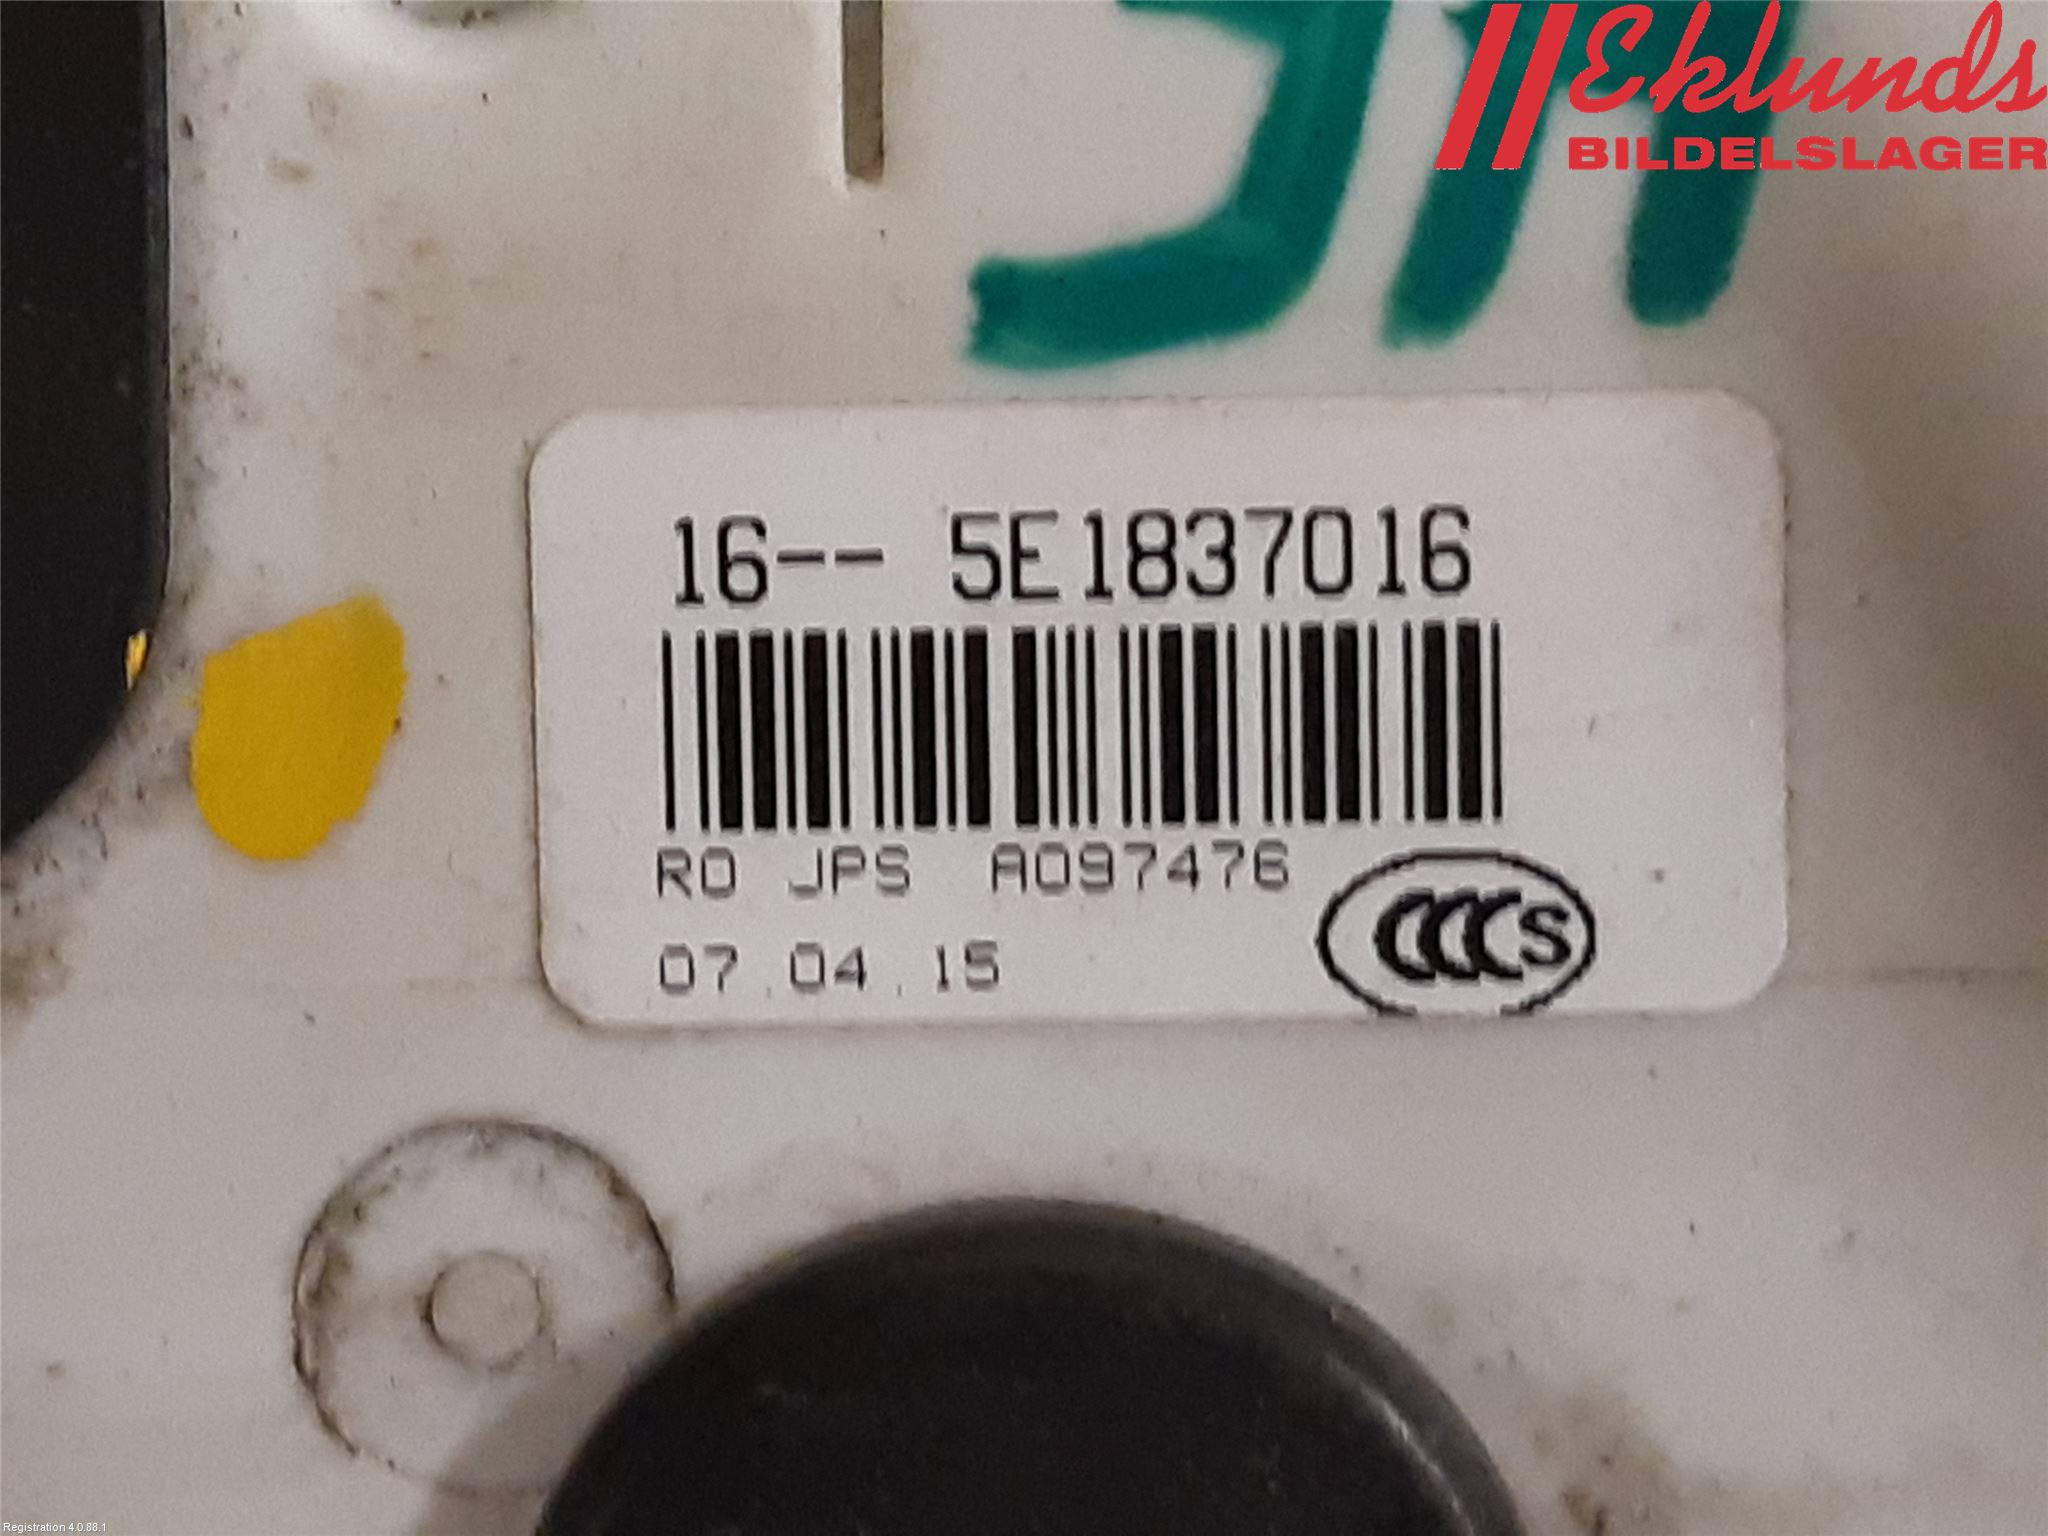 Eklunds
BILDELSLAGER
16-- 5E1837016
RO JPS A097476
07.04.15
CCCS
Registration 4.0.88.1